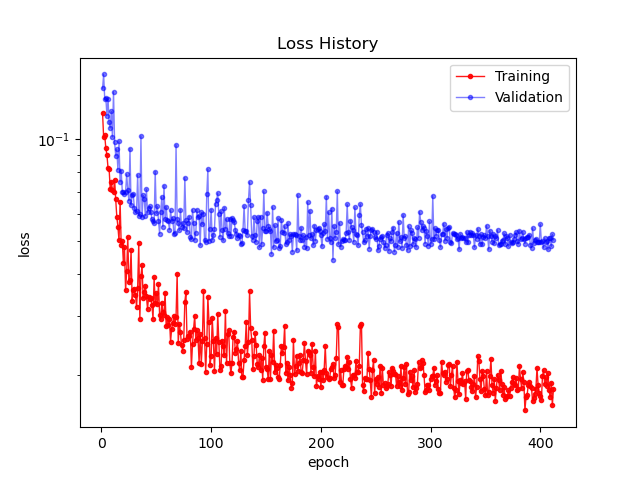 Loss History
Training
Validation
10⁻¹
loss
0 100 200 300 400
epoch